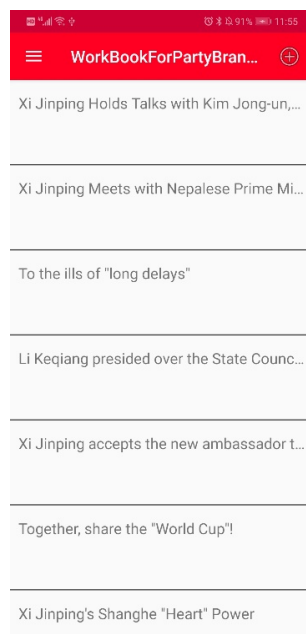 91% 11:55
WorkBookForPartyBran...
Xi Jinping Holds Talks with Kim Jong-un,...
Xi Jinping Meets with Nepalese Prime Mi...
To the ills of "long delays"
Li Keqiang presided over the State Counc...
Xi Jinping accepts the new ambassador t...
Together, share the "World Cup"!
Xi Jinping's Shanghe "Heart" Power